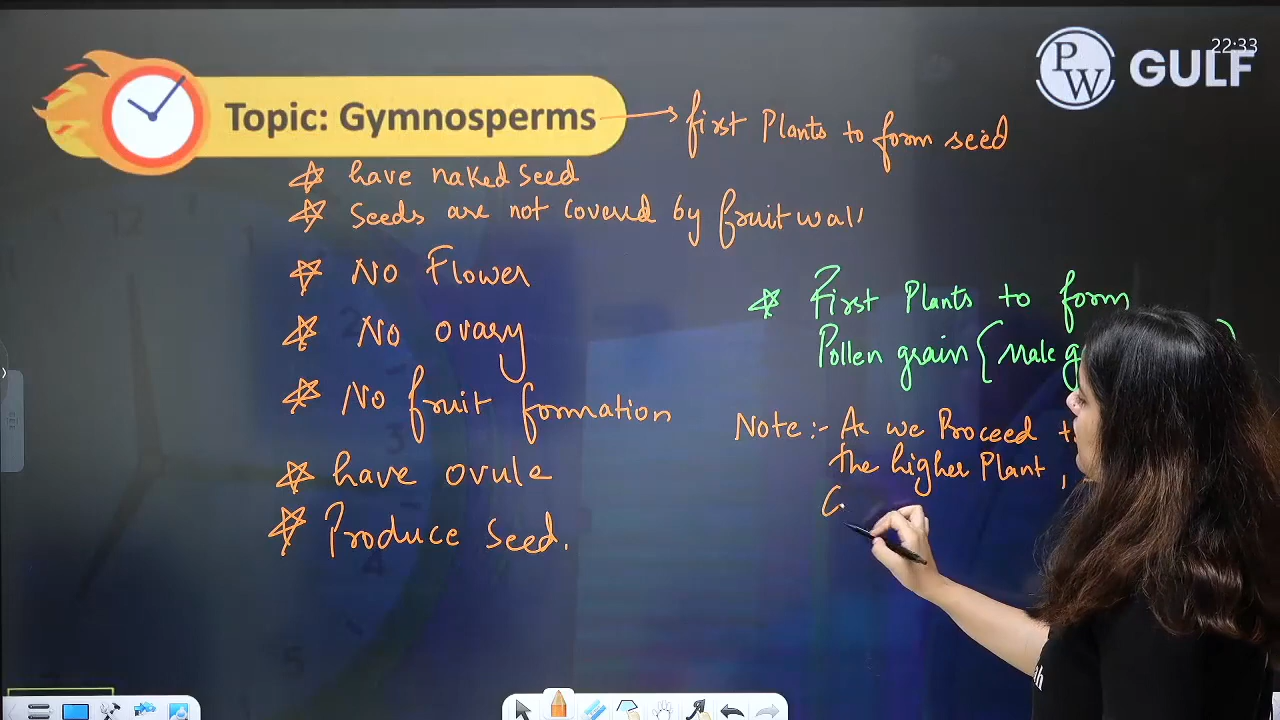 PW GULF
22:33
Topic: Gymnosperms
first Plants to form seed
have naked seed
Seeds are not covered by fruit wall
No Flower
No ovary
No fruit formation
have ovule
Produce seed.
First Plants to form
Pollen grain { Male
Note :- As we Proceed
the higher Plant ,